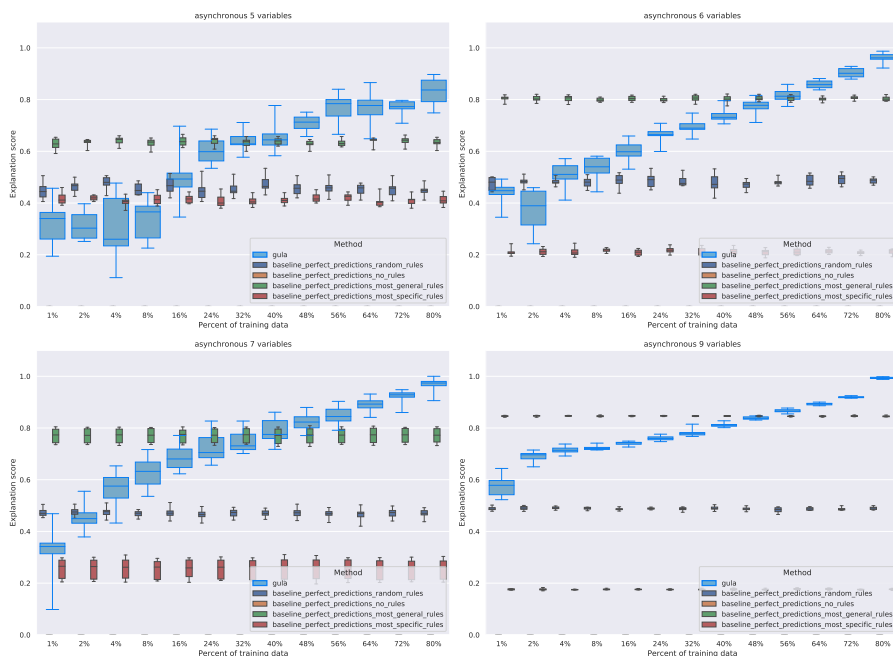 asynchronous 5 variables
Explanation score
1.0
0.8
0.6
0.4
0.2
0.0
1% 2% 4% 8% 16% 24% 32% 40% 48% 56% 64% 72% 80%
Percent of training data
Method
gula
baseline_perfect_predictions_random_rules
baseline_perfect_predictions_no_rules
baseline_perfect_predictions_most_general_rules
baseline_perfect_predictions_most_specific_rules
asynchronous 6 variables
Explanation score
1.0
0.8
0.6
0.4
0.2
0.0
1% 2% 4% 8% 16% 24% 32% 40% 48% 56% 64% 72% 80%
Percent of training data
Method
gula
baseline_perfect_predictions_random_rules
baseline_perfect_predictions_no_rules
baseline_perfect_predictions_most_general_rules
baseline_perfect_predictions_most_specific_rules
asynchronous 7 variables
Explanation score
1.0
0.8
0.6
0.4
0.2
0.0
1% 2% 4% 8% 16% 24% 32% 40% 48% 56% 64% 72% 80%
Percent of training data
Method
gula
baseline_perfect_predictions_random_rules
baseline_perfect_predictions_no_rules
baseline_perfect_predictions_most_general_rules
baseline_perfect_predictions_most_specific_rules
asynchronous 9 variables
Explanation score
1.0
0.8
0.6
0.4
0.2
0.0
1% 2% 4% 8% 16% 24% 32% 40% 48% 56% 64% 72% 80%
Percent of training data
Method
gula
baseline_perfect_predictions_random_rules
baseline_perfect_predictions_no_rules
baseline_perfect_predictions_most_general_rules
baseline_perfect_predictions_most_specific_rules